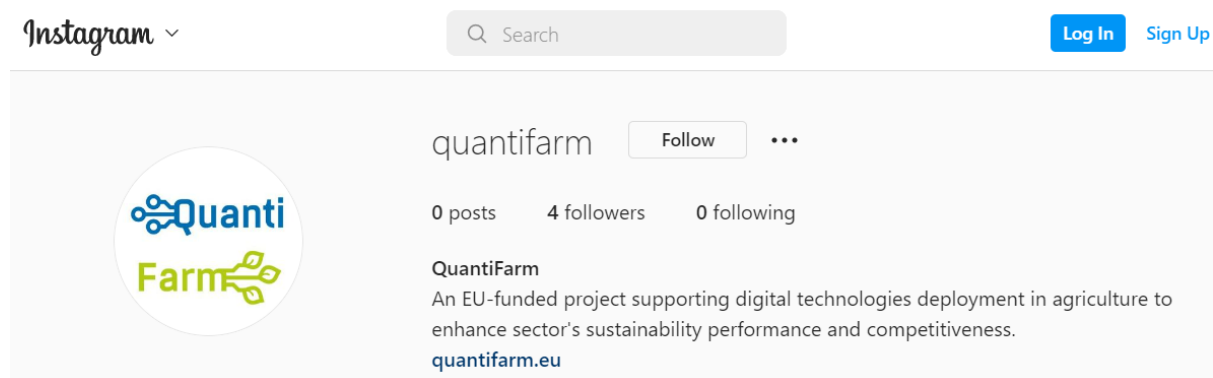 Instagram
Search
Log In
Sign Up
quantifarm
Follow
0 posts
4 followers
0 following
Quanti
Farm
QuantiFarm
An EU-funded project supporting digital technologies deployment in agriculture to
enhance sector's sustainability performance and competitiveness.
quantifarm.eu